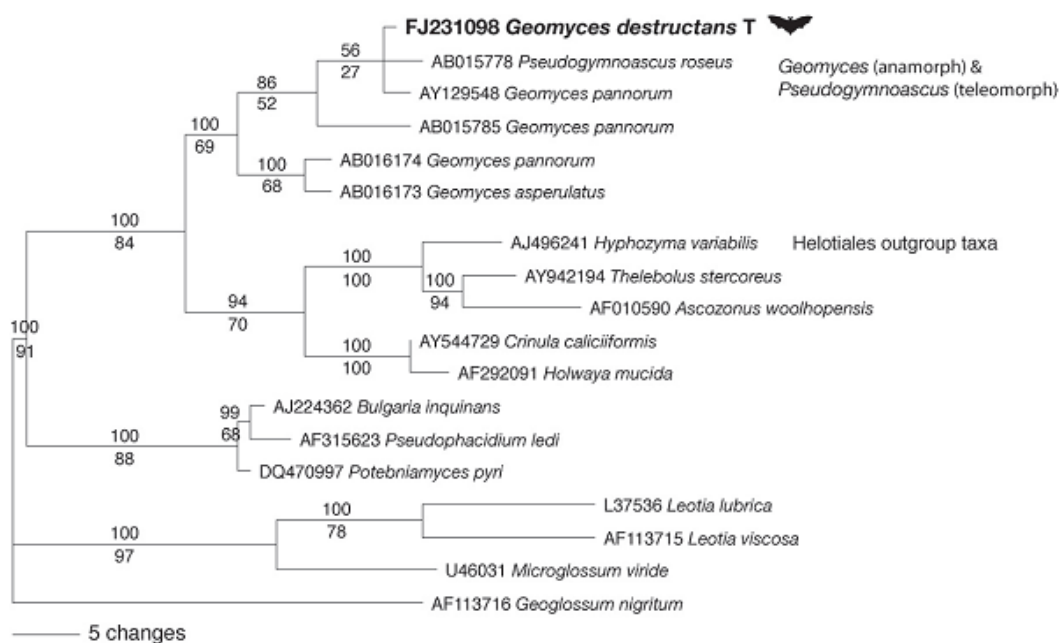 FJ231098 Geomyces destructans T
56
AB015778 Pseudogymnoascus roseus
27
Geomyces (anamorph) &
Pseudogymnoascus (teleomorph)
86
52
AY129548 Geomyces pannorum
100
69
AB015785 Geomyces pannorum
AB016174 Geomyces pannorum
100
68
AB016173 Geomyces asperulatus
100
84
AJ496241 Hyphozyma variabilis
Helotiales outgroup taxa
100
100
AY942194 Thelebolus stercoreus
100
94
AF010590 Ascozonus woolhopensis
94
70
AY544729 Crinula caliciiformis
100
100
AF292091 Holwaya mucida
100
91
AJ224362 Bulgaria inquinans
99
68
AF315623 Pseudophacidium ledi
100
88
DQ470997 Potebniamyces pyri
L37536 Leotia lubrica
100
78
AF113715 Leotia viscosa
100
97
U46031 Microglossum viride
AF113716 Geoglossum nigritum
5 changes